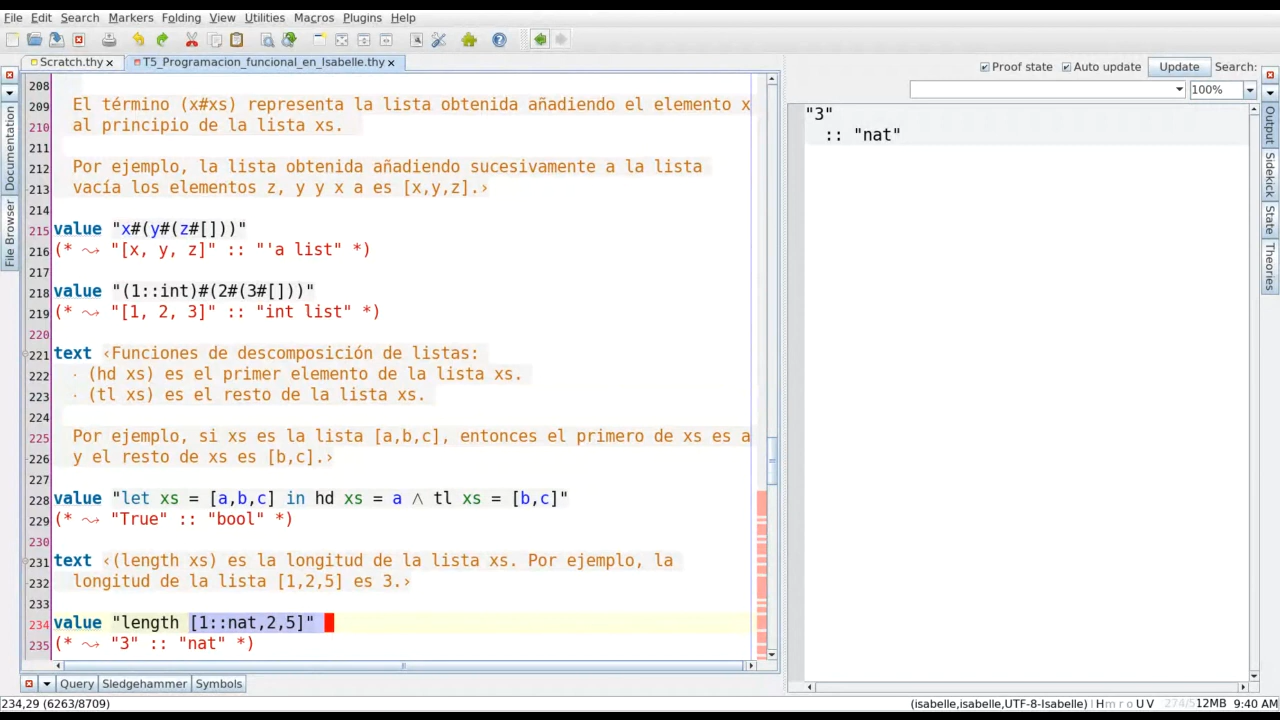 File Edit Search Markers Folding View Utilities Macros Plugins Help
Scratch.thy
T5_Programacion_funcional_en_Isabelle.thy
Proof state Auto update Update Search:
100%
Documentation
File Browser
Output
Sidekick
State
Theories
208
209 El término (x#xs) representa la lista obtenida añadiendo el elemento x
210 al principio de la lista xs.
211
212 Por ejemplo, la lista obtenida añadiendo sucesivamente a la lista
213 vacía los elementos z, y y x a es [x,y,z].›
214
215 value "x#(y#(z#[]))"
216 (* ⤳ "[x, y, z]" :: "'a list" *)
217
218 value "(1::int)#(2#(3#[]))"
219 (* ⤳ "[1, 2, 3]" :: "int list" *)
220
221 text ‹Funciones de descomposición de listas:
222 · (hd xs) es el primer elemento de la lista xs.
223 · (tl xs) es el resto de la lista xs.
224
225 Por ejemplo, si xs es la lista [a,b,c], entonces el primero de xs es a
226 y el resto de xs es [b,c].›
227
228 value "let xs = [a,b,c] in hd xs = a ∧ tl xs = [b,c]"
229 (* ⤳ "True" :: "bool" *)
230
231 text ‹(length xs) es la longitud de la lista xs. Por ejemplo, la
232 longitud de la lista [1,2,5] es 3.›
233
234 value "length [1::nat,2,5]"
235 (* ⤳ "3" :: "nat" *)
"3"
:: "nat"
Query Sledgehammer Symbols
234,29 (6263/8709)
(isabelle,isabelle,UTF-8-Isabelle) | H m r o U V 274/512MB 9:40 AM